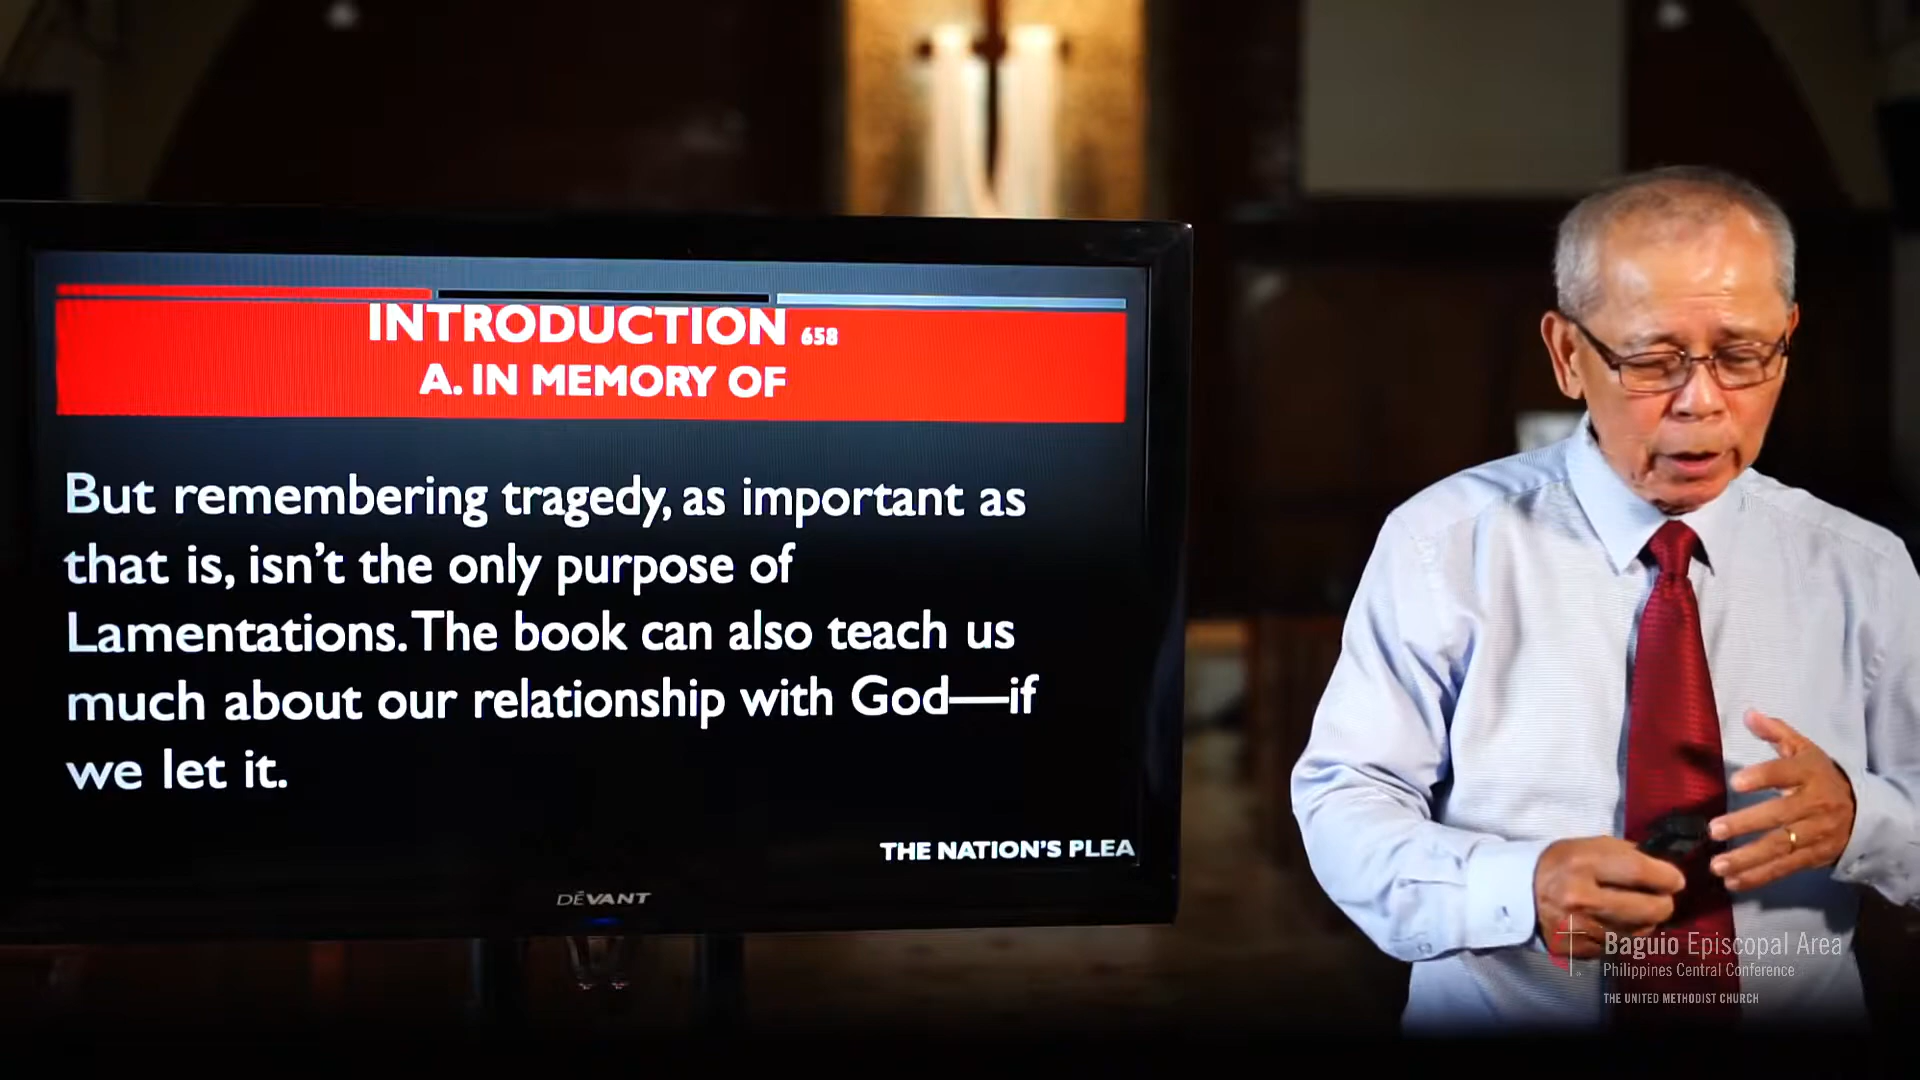 INTRODUCTION 658
A. IN MEMORY OF
But remembering tragedy, as important as
that is, isn't the only purpose of
Lamentations. The book can also teach us
much about our relationship with God—if
we let it.
THE NATION'S PLEA
DEVANT
Baguio Episcopal Area
Philippines Central Conference
THE UNITED METHODIST CHURCH